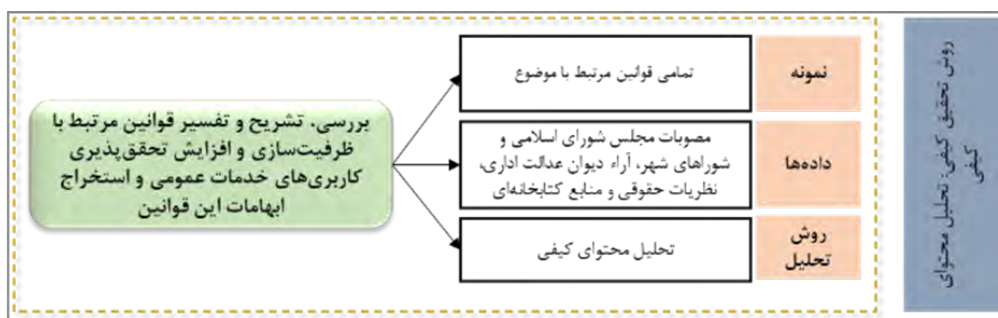 روش تحقیق کیفی: تحلیل محتوای
کیفی
نمونه
تمامی قوانین مرتبط با موضوع
داده‌ها
مصوبات مجلس شورای اسلامی و
شوراهای شهر، آراء دیوان عدالت اداری،
نظریات حقوقی و منابع کتابخانه‌ای
روش
تحلیل
تحلیل محتوای کیفی
بررسی، تشریح و تفسیر قوانین مرتبط با
ظرفیت‌سازی و افزایش تحقق‌پذیری
کاربری‌های خدمات عمومی و استخراج
ابهامات این قوانین